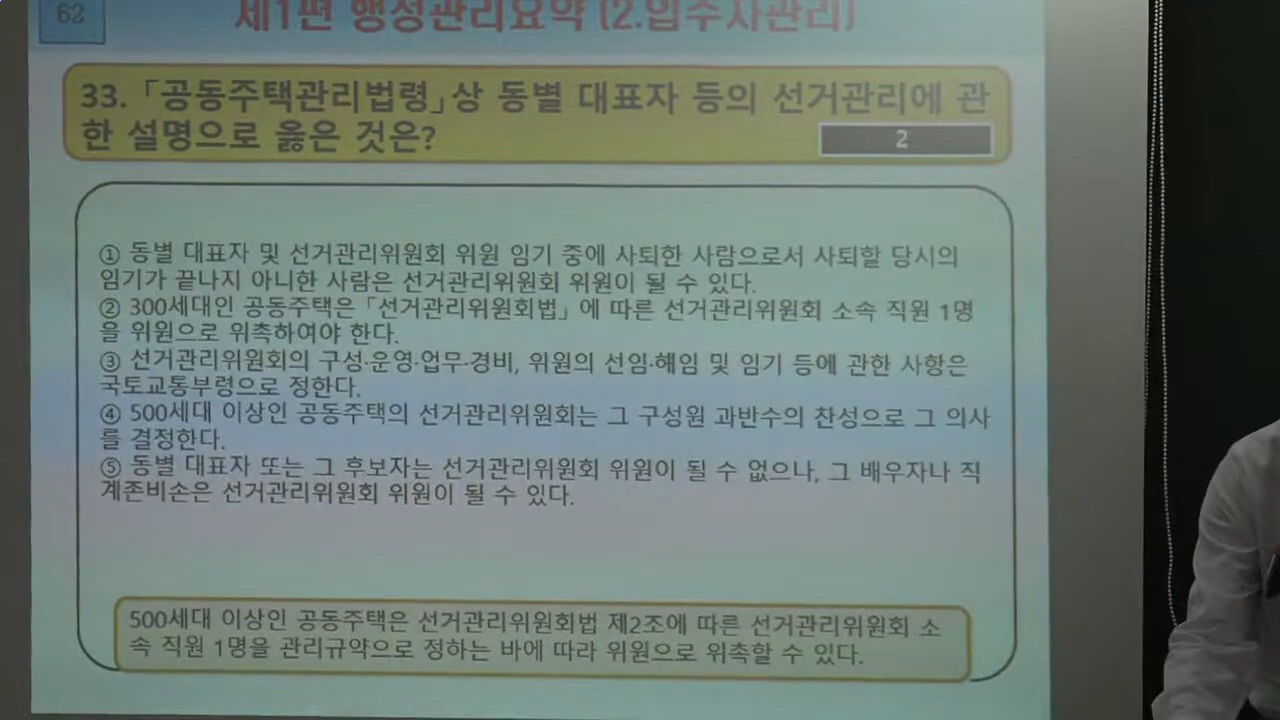 62
제1편 행정관리요약 (2.입주자관리)
33. 「공동주택관리법령」상 동별 대표자 등의 선거관리에 관
한 설명으로 옳은 것은?
2
① 동별 대표자 및 선거관리위원회 위원 임기 중에 사퇴한 사람으로서 사퇴할 당시의
임기가 끝나지 아니한 사람은 선거관리위원회 위원이 될 수 있다.
② 300세대인 공동주택은 「선거관리위원회법」에 따른 선거관리위원회 소속 직원 1명
을 위원으로 위촉하여야 한다.
③ 선거관리위원회의 구성·운영·업무·경비, 위원의 선임·해임 및 임기 등에 관한 사항은
국토교통부령으로 정한다.
④ 500세대 이상인 공동주택의 선거관리위원회는 그 구성원 과반수의 찬성으로 그 의사
를 결정한다.
⑤ 동별 대표자 또는 그 후보자는 선거관리위원회 위원이 될 수 없으나, 그 배우자나 직
계존비손은 선거관리위원회 위원이 될 수 있다.
500세대 이상인 공동주택은 선거관리위원회법 제2조에 따른 선거관리위원회 소
속 직원 1명을 관리규약으로 정하는 바에 따라 위원으로 위촉할 수 있다.